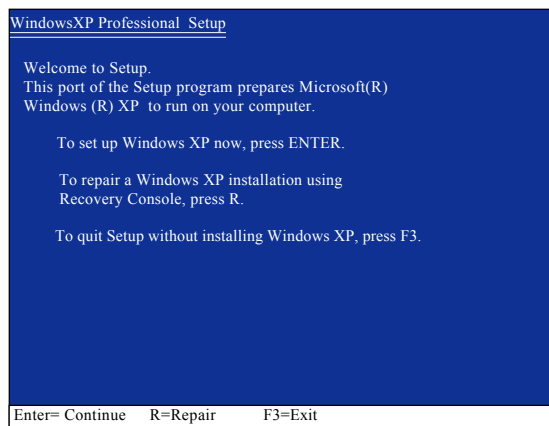 WindowsXP Professional  Setup
Welcome to Setup.
This port of the Setup program prepares Microsoft(R)
Windows (R) XP  to run on your computer.
To set up Windows XP now, press ENTER.
To repair a Windows XP installation using
Recovery Console, press R.
To quit Setup without installing Windows XP, press F3.
Enter= Continue    R=Repair    F3=Exit